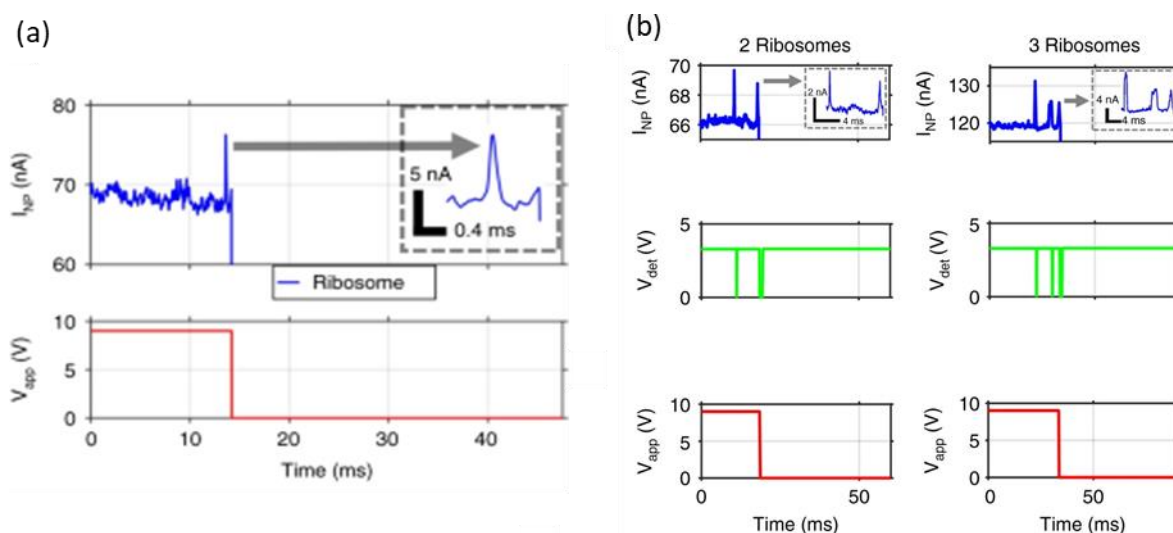 (a)
80
70
60
I_NP (nA)
5 nA
0.4 ms
Ribosome
10
5
0
V_app (V)
0 10 20 30 40
Time (ms)
(b)
2 Ribosomes
70
68
66
I_NP (nA)
2 nA
4 ms
5
0
V_det (V)
10
5
0
V_app (V)
0 50
Time (ms)
3 Ribosomes
130
120
I_NP (nA)
4 nA
4 ms
5
0
V_det (V)
10
5
0
V_app (V)
0 50
Time (ms)